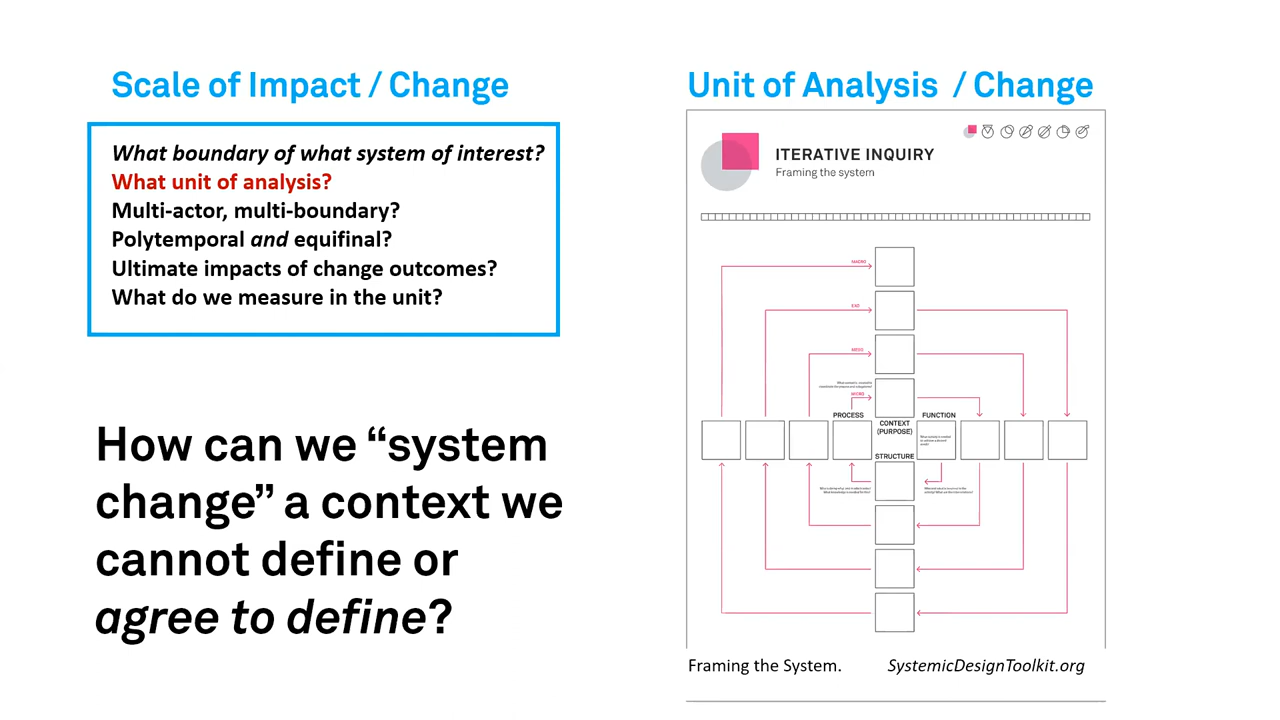 Scale of Impact / Change
What boundary of what system of interest?
What unit of analysis?
Multi-actor, multi-boundary?
Polytemporal and equifinal?
Ultimate impacts of change outcomes?
What do we measure in the unit?
How can we “system
change” a context we
cannot define or
agree to define?
Unit of Analysis / Change
ITERATIVE INQUIRY
Framing the system
MACRO
EXO
MESO
MICRO
PROCESS
FUNCTION
CONTEXT
(PURPOSE)
STRUCTURE
Framing the System.
SystemicDesignToolkit.org